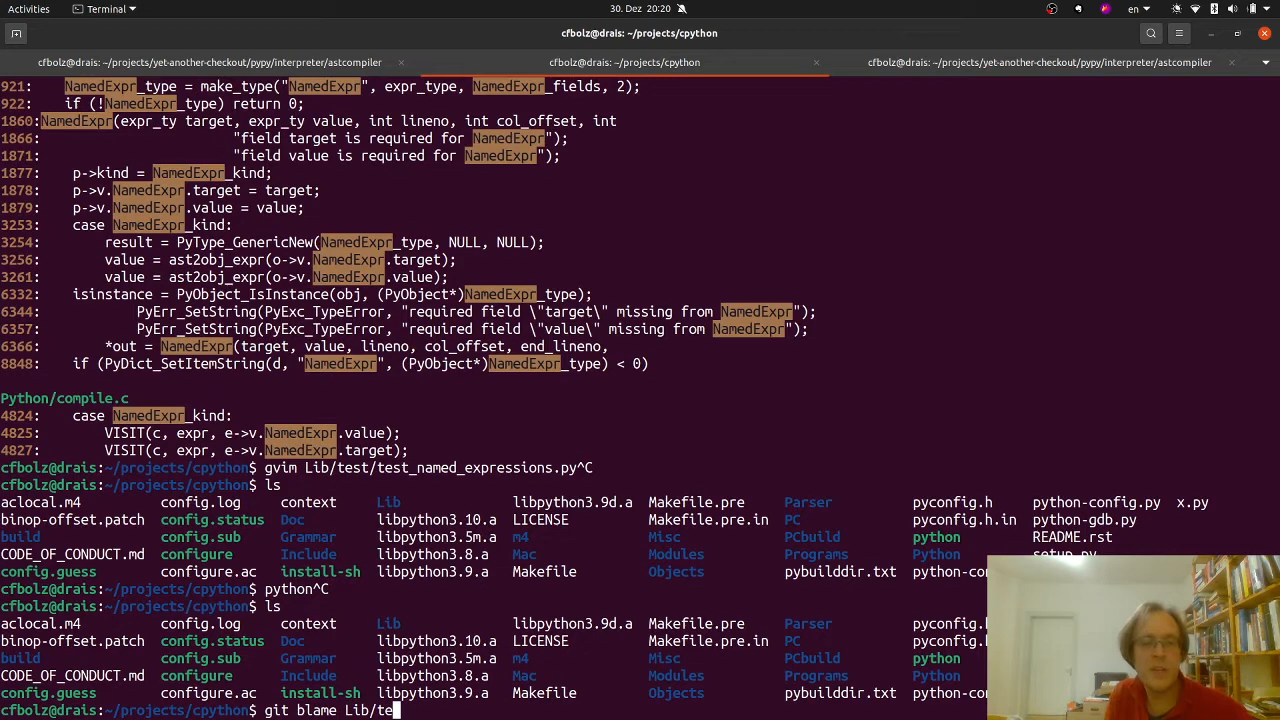 Activities Terminal 30. Dez 20:20 en
cfbolz@drais: ~/projects/cpython
cfbolz@drais: ~/projects/yet-another-checkout/pypy/interpreter/astcompiler cfbolz@drais: ~/projects/cpython cfbolz@drais: ~/projects/yet-another-checkout/pypy/interpreter/astcompiler
921: NamedExpr_type = make_type("NamedExpr", expr_type, NamedExpr_fields, 2);
922: if (!NamedExpr_type) return 0;
1860:NamedExpr(expr_ty target, expr_ty value, int lineno, int col_offset, int
1866: "field target is required for NamedExpr");
1871: "field value is required for NamedExpr");
1877: p->kind = NamedExpr_kind;
1878: p->v.NamedExpr.target = target;
1879: p->v.NamedExpr.value = value;
3253: case NamedExpr_kind:
3254: result = PyType_GenericNew(NamedExpr_type, NULL, NULL);
3256: value = ast2obj_expr(o->v.NamedExpr.target);
3261: value = ast2obj_expr(o->v.NamedExpr.value);
6332: isinstance = PyObject_IsInstance(obj, (PyObject*)NamedExpr_type);
6344: PyErr_SetString(PyExc_TypeError, "required field \"target\" missing from NamedExpr");
6357: PyErr_SetString(PyExc_TypeError, "required field \"value\" missing from NamedExpr");
6366: *out = NamedExpr(target, value, lineno, col_offset, end_lineno,
8848: if (PyDict_SetItemString(d, "NamedExpr", (PyObject*)NamedExpr_type) < 0)
Python/compile.c
4824: case NamedExpr_kind:
4825: VISIT(c, expr, e->v.NamedExpr.value);
4827: VISIT(c, expr, e->v.NamedExpr.target);
cfbolz@drais:~/projects/cpython$ gvim Lib/test/test_named_expressions.py^C
cfbolz@drais:~/projects/cpython$ ls
aclocal.m4 config.log context Lib libpython3.9d.a Makefile.pre Parser pyconfig.h python-config.py x.py
binop-offset.patch config.status Doc libpython3.10.a LICENSE Makefile.pre.in PC pyconfig.h.in python-gdb.py
build config.sub Grammar libpython3.5m.a m4 Misc PCbuild python README.rst
CODE_OF_CONDUCT.md configure Include libpython3.8.a Mac Modules Programs Python setup.py
config.guess configure.ac install-sh libpython3.9.a Makefile Objects pybuilddir.txt python-con
cfbolz@drais:~/projects/cpython$ python^C
cfbolz@drais:~/projects/cpython$ ls
aclocal.m4 config.log context Lib libpython3.9d.a Makefile.pre Parser pyconfig.h
binop-offset.patch config.status Doc libpython3.10.a LICENSE Makefile.pre.in PC pyconfig.h
build config.sub Grammar libpython3.5m.a m4 Misc PCbuild python
CODE_OF_CONDUCT.md configure Include libpython3.8.a Mac Modules Programs Python
config.guess configure.ac install-sh libpython3.9.a Makefile Objects pybuilddir.txt python-con
cfbolz@drais:~/projects/cpython$ git blame Lib/te